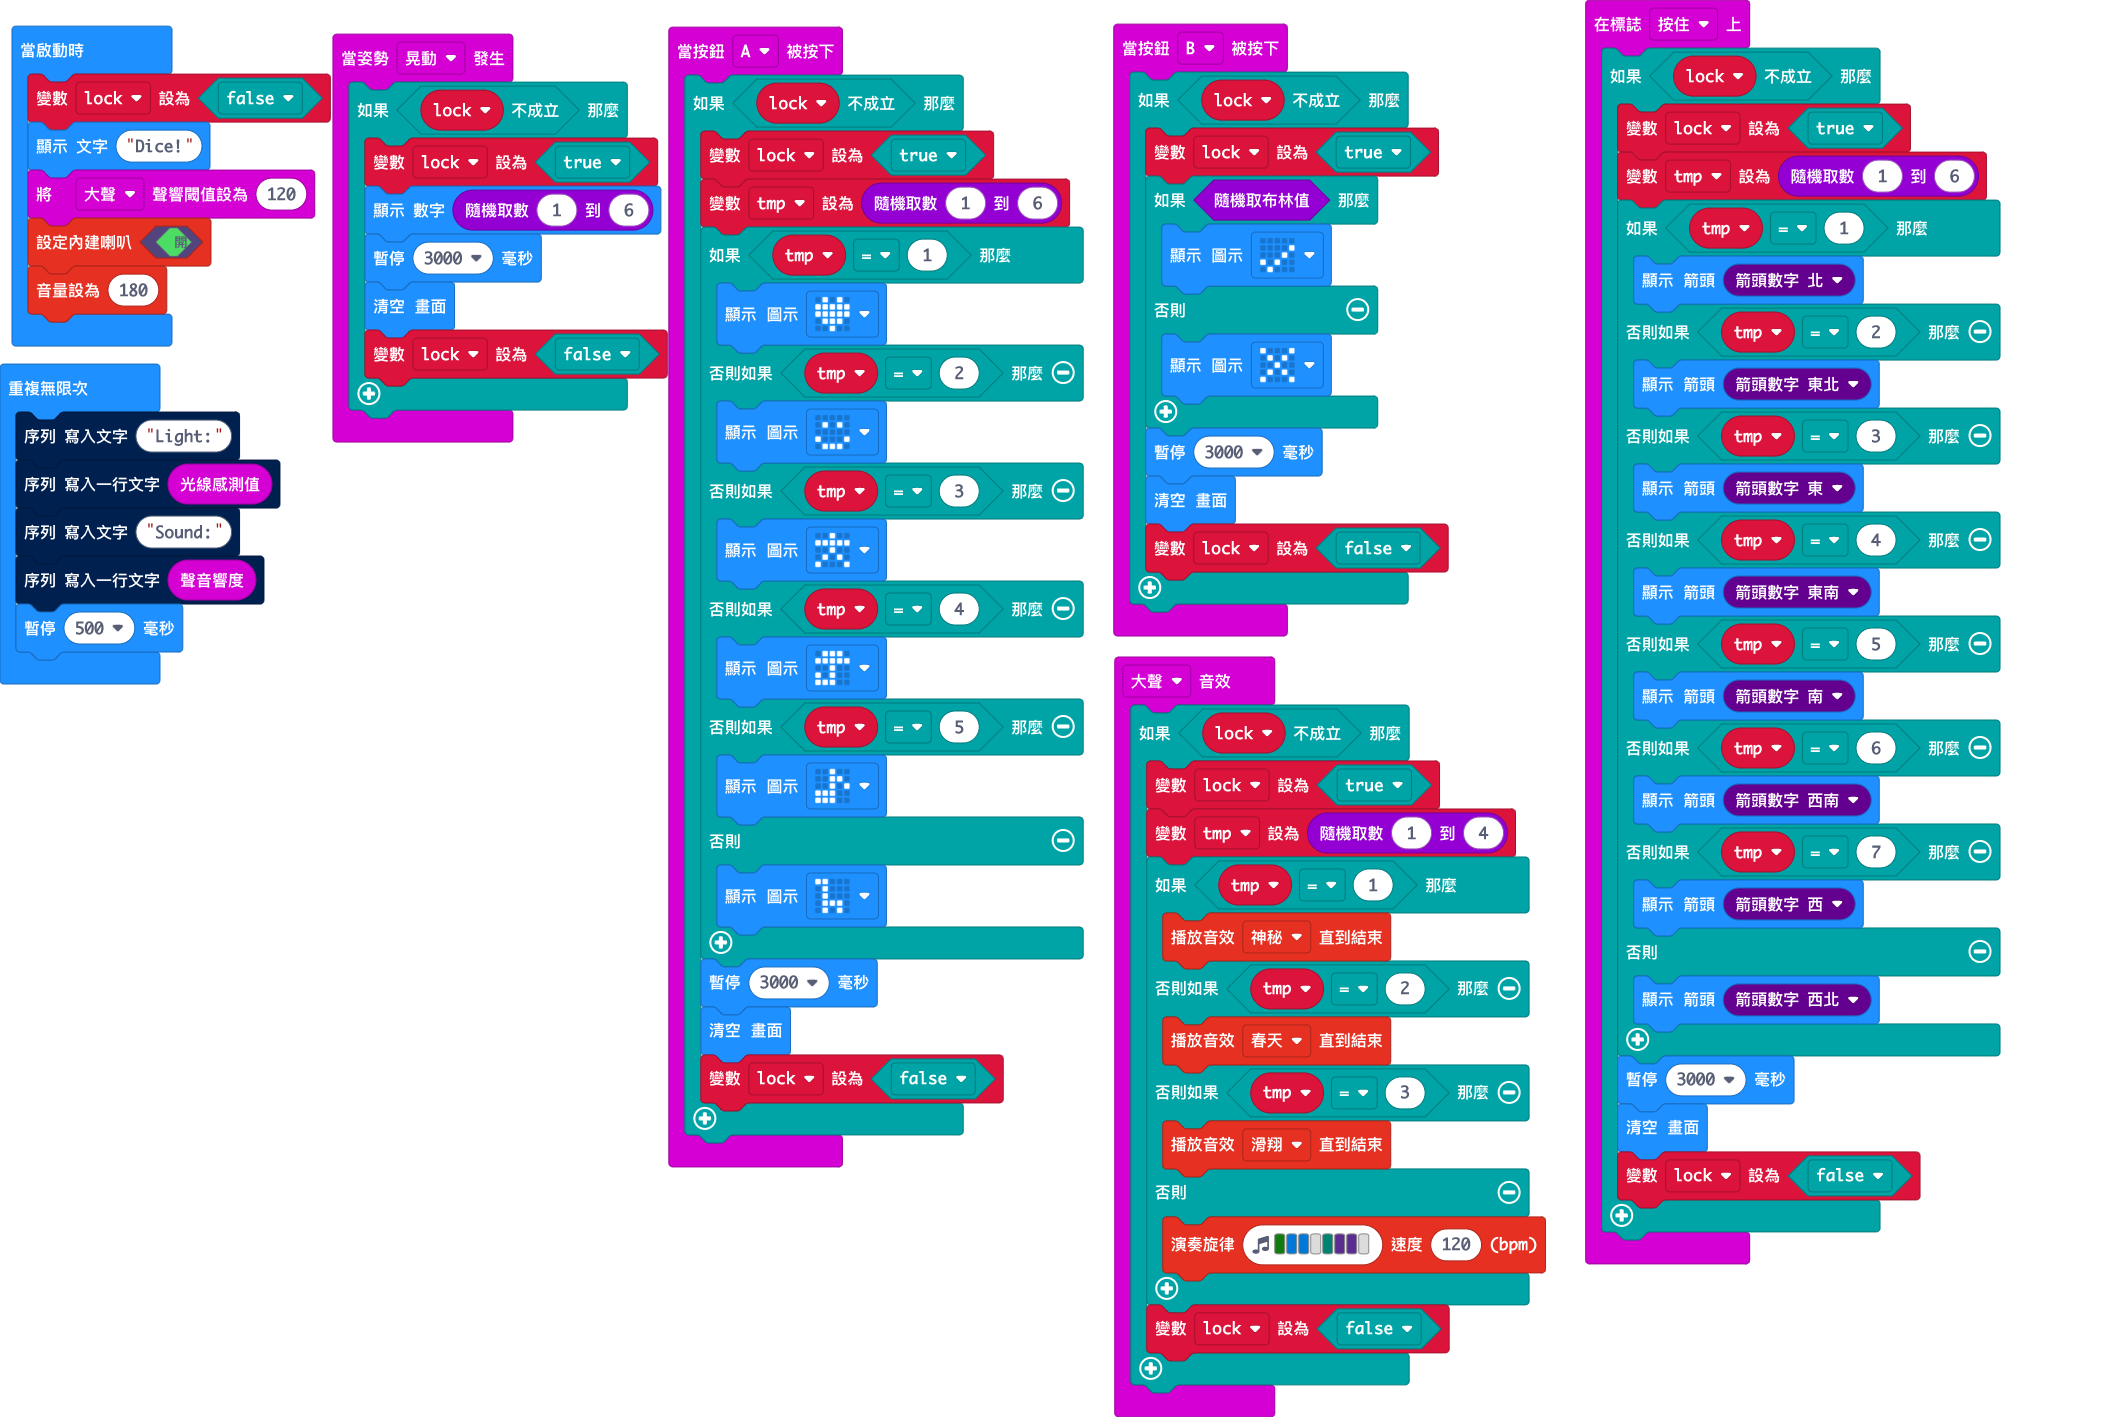 當啟動時
變數 lock 設為 false
顯示 文字 "Dice!"
將 大聲 聲響閾值設為 120
設定內建喇叭 開
音量設為 180
重複無限次
序列 寫入文字 "Light:"
序列 寫入一行文字 光線感測值
序列 寫入文字 "Sound:"
序列 寫入一行文字 聲音響度
暫停 500 毫秒
當姿勢 晃動 發生
如果 lock 不成立 那麼
變數 lock 設為 true
顯示 數字 隨機取數 1 到 6
暫停 3000 毫秒
清空 畫面
變數 lock 設為 false
當按鈕 A 被按下
如果 lock 不成立 那麼
變數 lock 設為 true
變數 tmp 設為 隨機取數 1 到 6
如果 tmp = 1 那麼
顯示 圖示
否則如果 tmp = 2 那麼
顯示 圖示
否則如果 tmp = 3 那麼
顯示 圖示
否則如果 tmp = 4 那麼
顯示 圖示
否則如果 tmp = 5 那麼
顯示 圖示
否則
顯示 圖示
暫停 3000 毫秒
清空 畫面
變數 lock 設為 false
當按鈕 B 被按下
如果 lock 不成立 那麼
變數 lock 設為 true
如果 隨機取布林值 那麼
顯示 圖示
否則
顯示 圖示
暫停 3000 毫秒
清空 畫面
變數 lock 設為 false
大聲 音效
如果 lock 不成立 那麼
變數 lock 設為 true
變數 tmp 設為 隨機取數 1 到 4
如果 tmp = 1 那麼
播放音效 神秘 直到結束
否則如果 tmp = 2 那麼
播放音效 春天 直到結束
否則如果 tmp = 3 那麼
播放音效 滑翔 直到結束
否則
演奏旋律 速度 120 (bpm)
變數 lock 設為 false
在標誌 按住 上
如果 lock 不成立 那麼
變數 lock 設為 true
變數 tmp 設為 隨機取數 1 到 6
如果 tmp = 1 那麼
顯示 箭頭 箭頭數字 北
否則如果 tmp = 2 那麼
顯示 箭頭 箭頭數字 東北
否則如果 tmp = 3 那麼
顯示 箭頭 箭頭數字 東
否則如果 tmp = 4 那麼
顯示 箭頭 箭頭數字 東南
否則如果 tmp = 5 那麼
顯示 箭頭 箭頭數字 南
否則如果 tmp = 6 那麼
顯示 箭頭 箭頭數字 西南
否則如果 tmp = 7 那麼
顯示 箭頭 箭頭數字 西
否則
顯示 箭頭 箭頭數字 西北
暫停 3000 毫秒
清空 畫面
變數 lock 設為 false